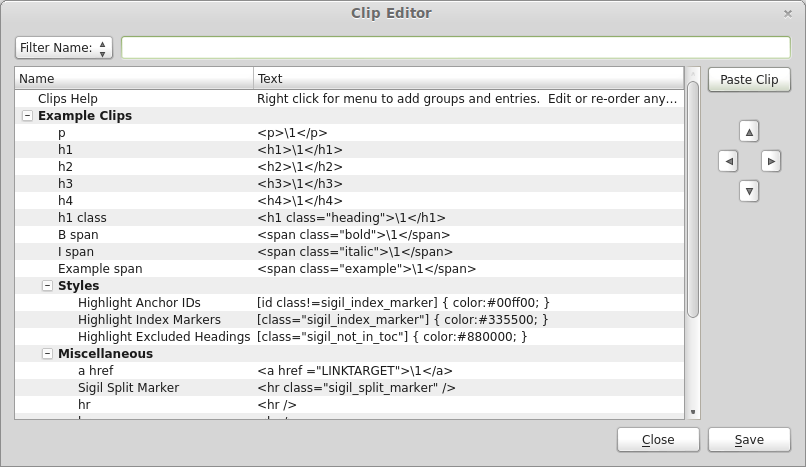 Clip Editor
Filter Name:
Name Text
Paste Clip
Clips Help Right click for menu to add groups and entries. Edit or re-order any...
Example Clips
p <p>\1</p>
h1 <h1>\1</h1>
h2 <h2>\1</h2>
h3 <h3>\1</h3>
h4 <h4>\1</h4>
h1 class <h1 class="heading">\1</h1>
B span <span class="bold">\1</span>
I span <span class="italic">\1</span>
Example span <span class="example">\1</span>
Styles
Highlight Anchor IDs [id class!=sigil_index_marker] { color:#00ff00; }
Highlight Index Markers [class="sigil_index_marker"] { color:#335500; }
Highlight Excluded Headings [class="sigil_not_in_toc"] { color:#880000; }
Miscellaneous
a href <a href ="LINKTARGET">\1</a>
Sigil Split Marker <hr class="sigil_split_marker" />
hr <hr />
Close Save